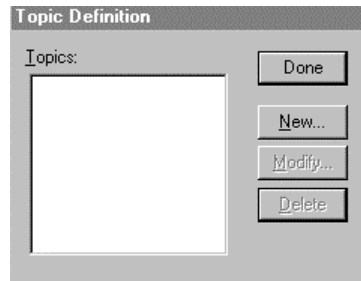 Topic Definition
Topics:
Done
New...
Modify...
Delete